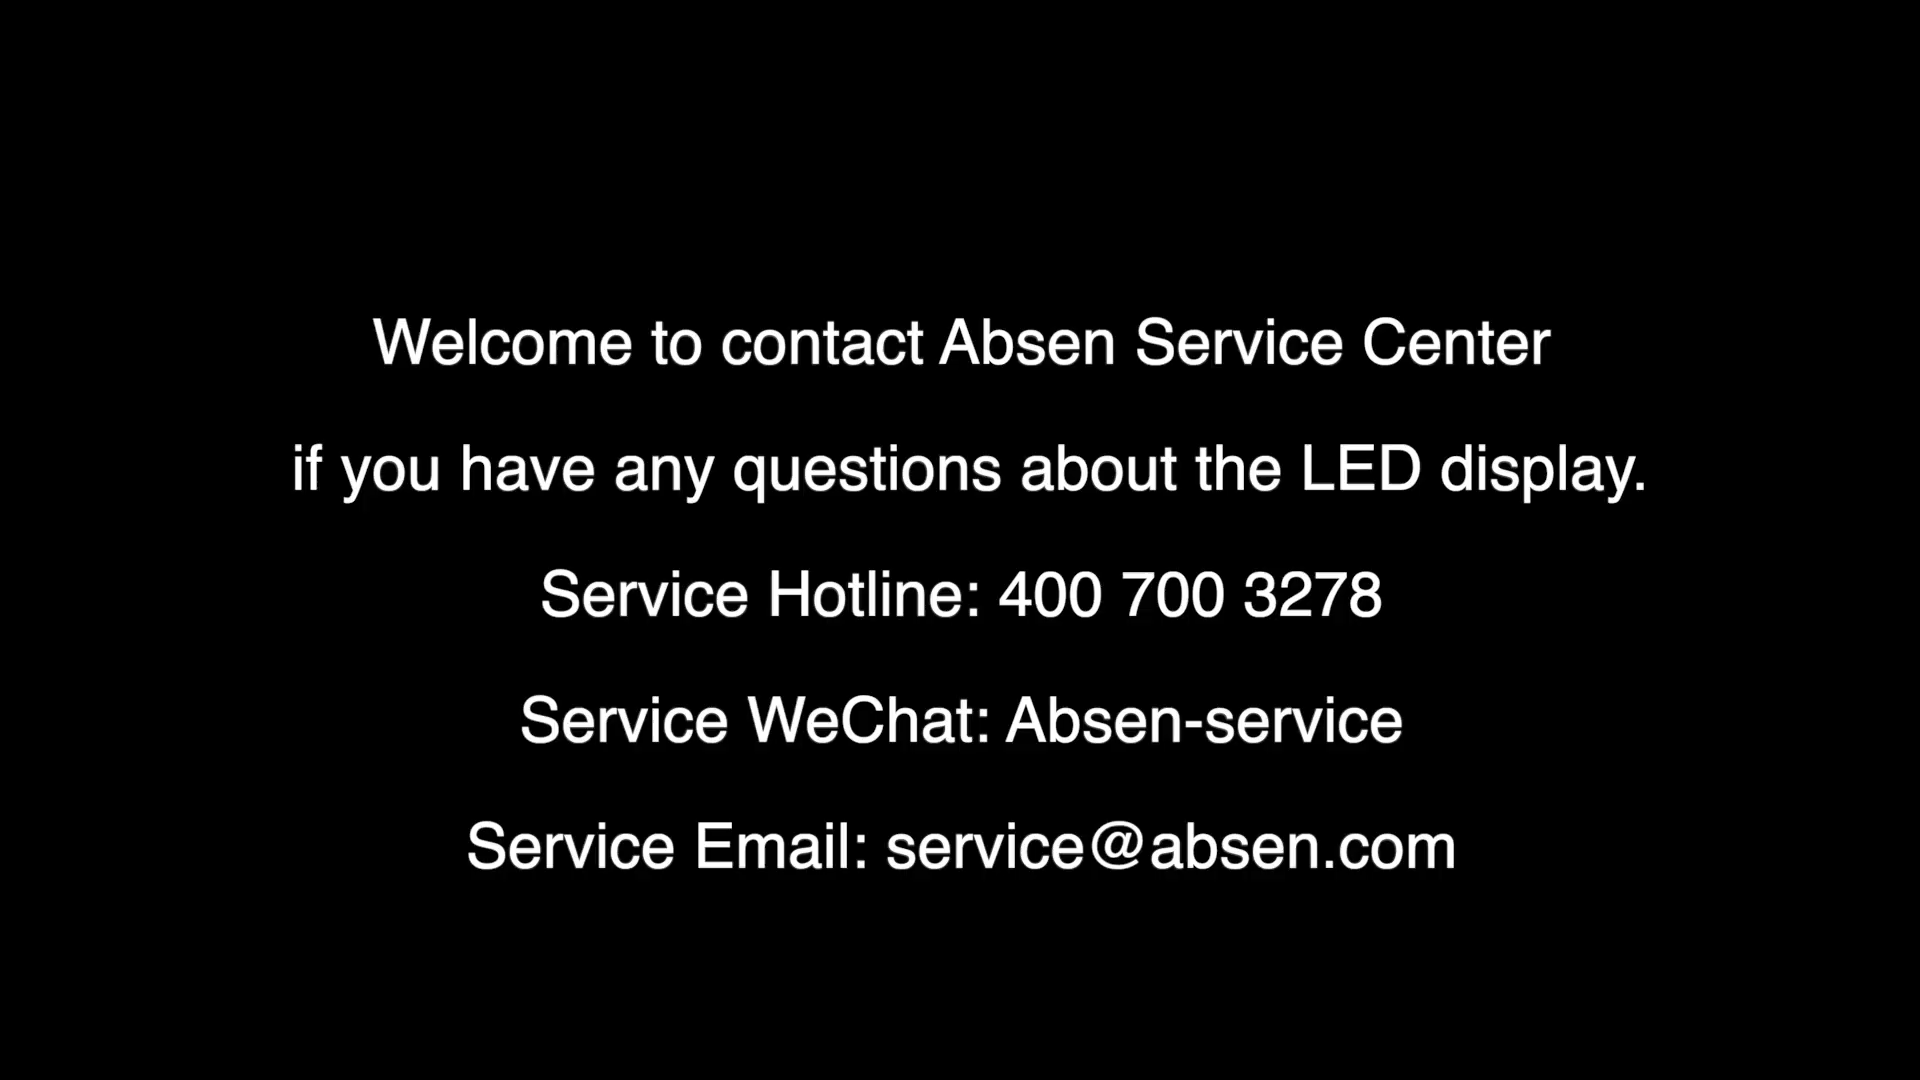 Welcome to contact Absen Service Center
if you have any questions about the LED display.
Service Hotline: 400 700 3278
Service WeChat: Absen-service
Service Email: service@absen.com